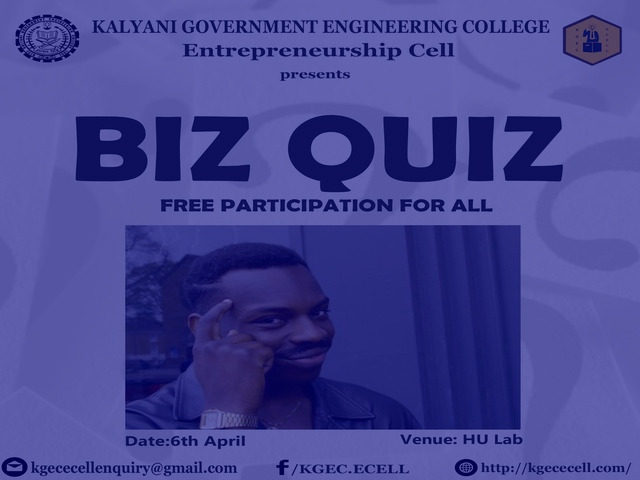 KALYANI GOVERNMENT ENGINEERING COLLEGE
Entrepreneurship Cell
presents
BIZ QUIZ
FREE PARTICIPATION FOR ALL
Date:6th April
Venue: HU Lab
kgececellenquiry@gmail.com
/KGEC.ECELL
http://kgececell.com/